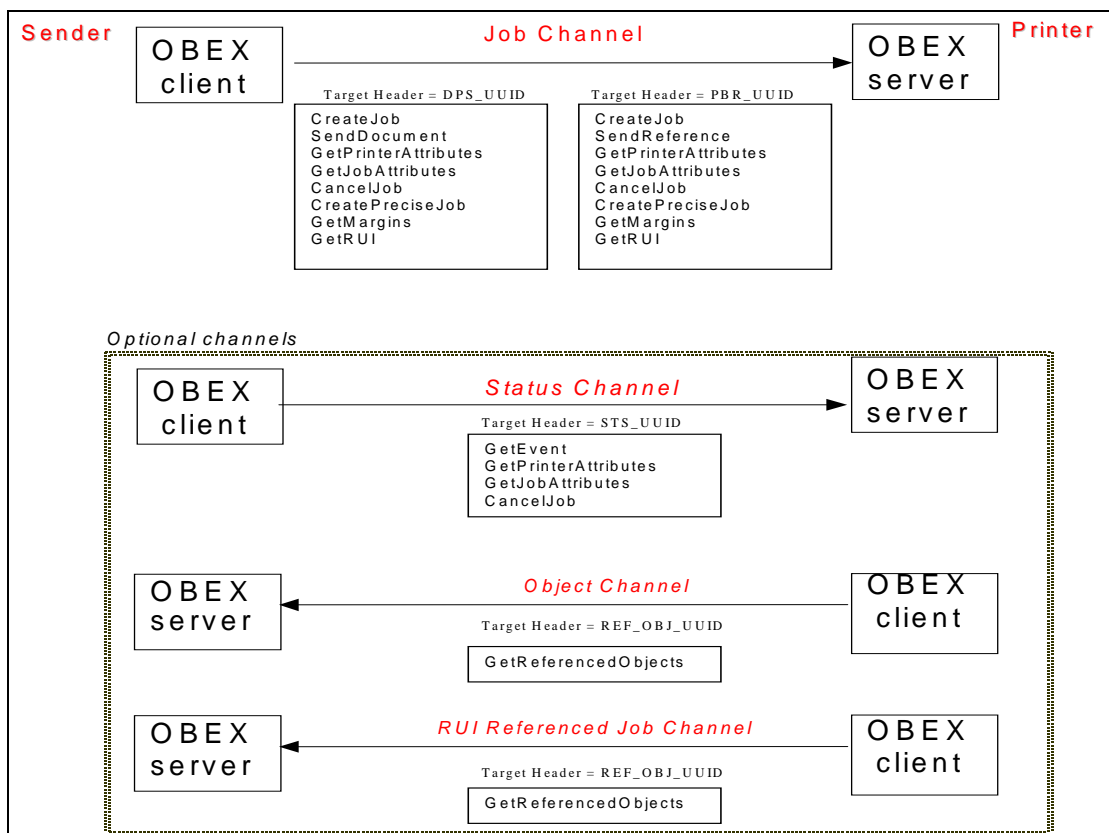 Sender
OBEX
client
Job Channel
OBEX
server
Printer
Target Header = DPS_UUID
CreateJob
SendDocument
GetPrinterAttributes
GetJobAttributes
CancelJob
CreatePreciseJob
GetMargins
GetRUI
Target Header = PBR_UUID
CreateJob
SendReference
GetPrinterAttributes
GetJobAttributes
CancelJob
CreatePreciseJob
GetMargins
GetRUI
Optional channels
OBEX
client
Status Channel
OBEX
server
Target Header = STS_UUID
GetEvent
GetPrinterAttributes
GetJobAttributes
CancelJob
OBEX
server
Object Channel
OBEX
client
Target Header = REF_OBJ_UUID
GetReferencedObjects
OBEX
server
RUI Referenced Job Channel
OBEX
client
Target Header = REF_OBJ_UUID
GetReferencedObjects